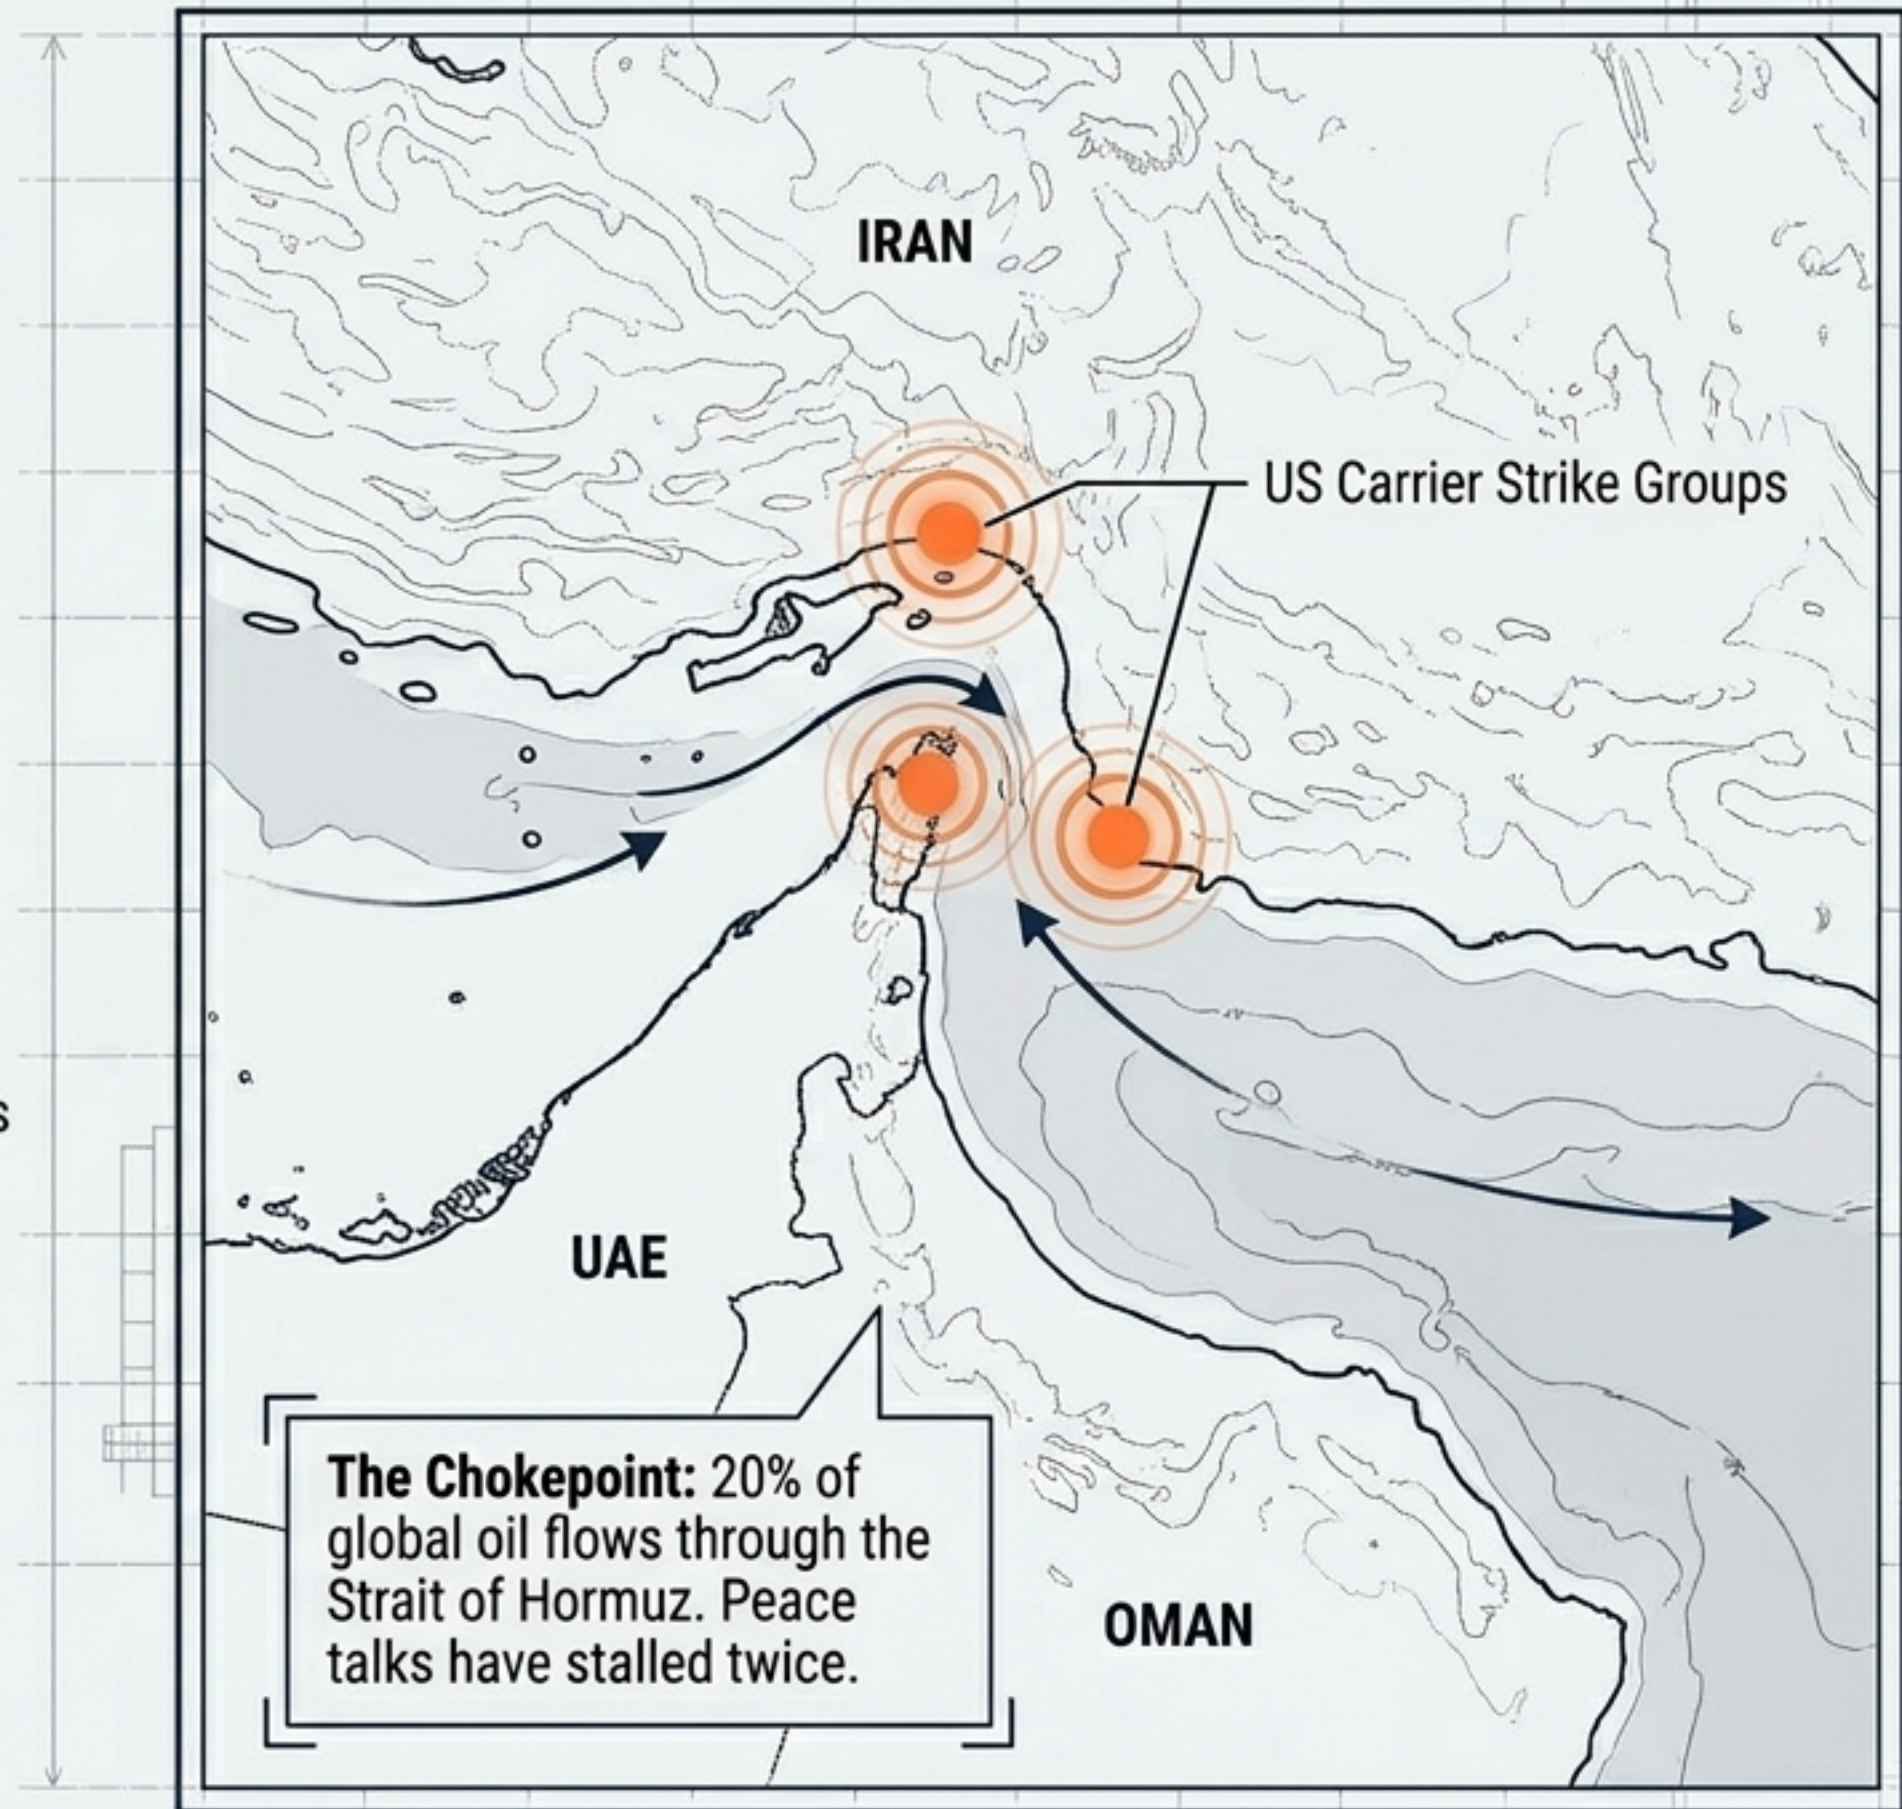 IRAN
US Carrier Strike Groups
s
UAE
The Chokepoint: 20% of
global oil flows through the
Strait of Hormuz. Peace
talks have stalled twice.
OMAN